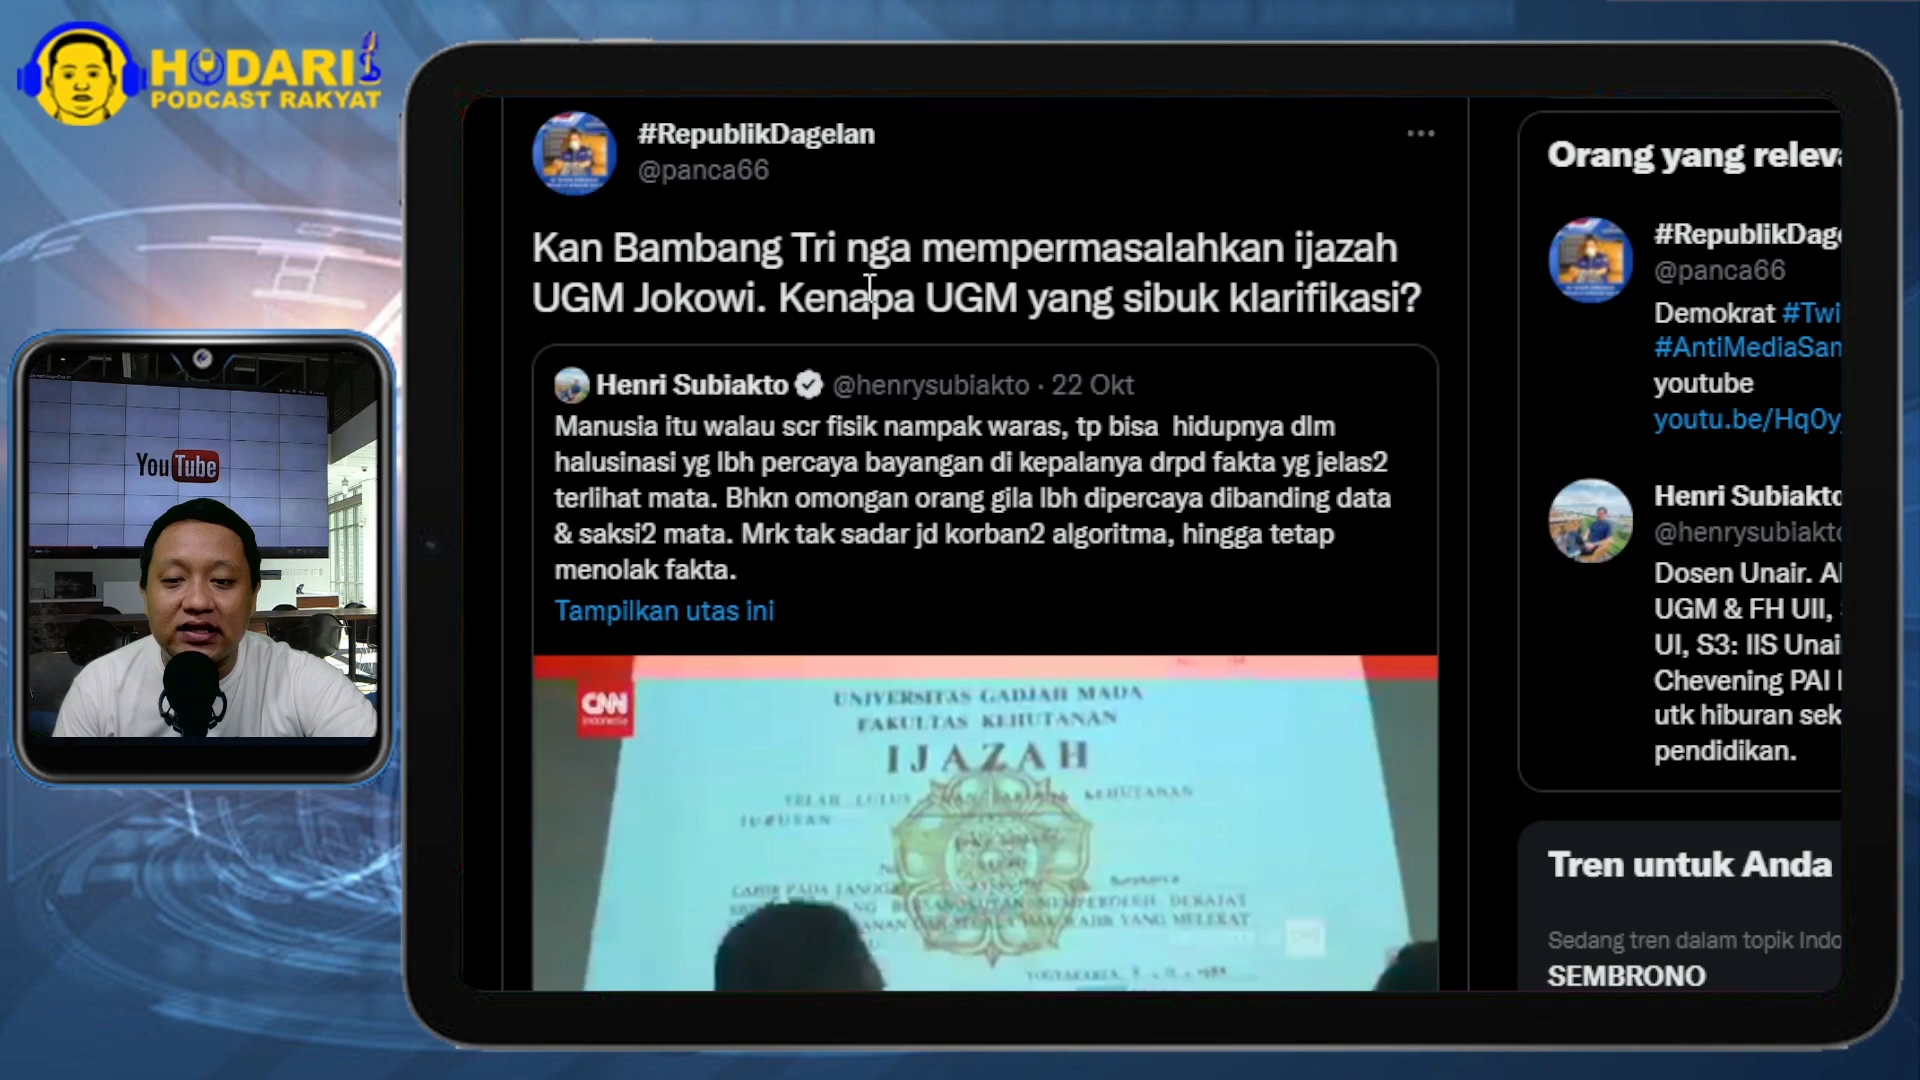 HODARI
PODCAST RAKYAT
YouTube
#RepublikDagelan
@panca66
Kan Bambang Tri nga mempermasalahkan ijazah
UGM Jokowi. Kenapa UGM yang sibuk klarifikasi?
Henri Subiakto @henrysubiakto · 22 Okt
Manusia itu walau scr fisik nampak waras, tp bisa hidupnya dlm
halusinasi yg lbh percaya bayangan di kepalanya drpd fakta yg jelas2
terlihat mata. Bhkn omongan orang gila lbh dipercaya dibanding data
& saksi2 mata. Mrk tak sadar jd korban2 algoritma, hingga tetap
menolak fakta.
Tampilkan utas ini
CNN
Indonesia
UNIVERSITAS GADJAH MADA
FAKULTAS KEHUTANAN
IJAZAH
KEHUTANAN
JURUSAN
Orang yang relev
#RepublikDage
@panca66
Demokrat #Twi
#AntiMediaSam
youtube
youtu.be/Hq0y
Henri Subiakto
@henrysubiakto
Dosen Unair. Al
UGM & FH UII,
UI, S3: IIS Unai
Chevening PAI
utk hiburan sek
pendidikan.
Tren untuk Anda
Sedang tren dalam topik Indo
SEMBRONO